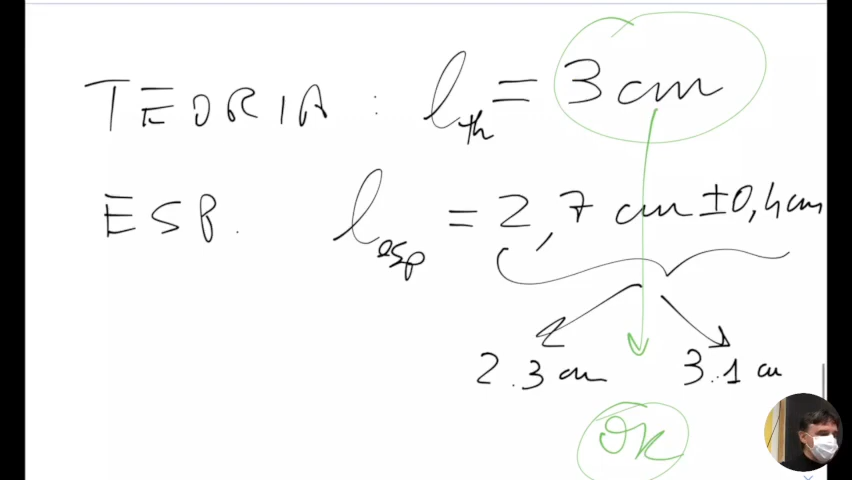 TEORIA : l_th = 3 cm
ESP. l_esp = 2,7 cm ± 0,4 cm
2.3 cm 3.1 cm
OK